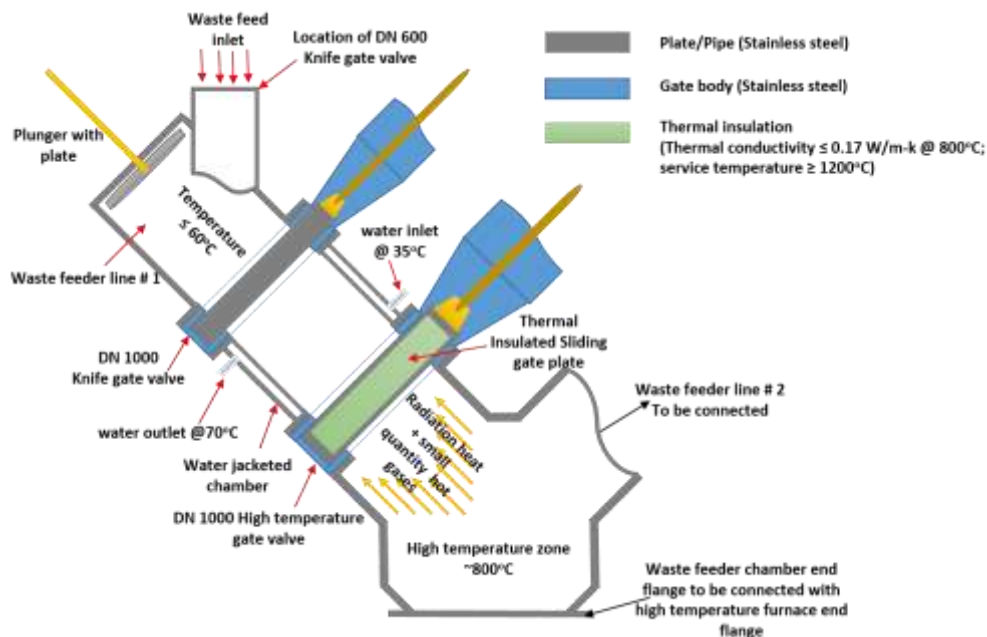 Waste feed
inlet
Location of DN 600
Knife gate valve
Plunger with
plate
Temperature
≤ 60°C
water inlet
@ 35°C
Waste feeder line # 1
DN 1000
Knife gate valve
water outlet @70°C
Water jacketed
chamber
DN 1000 High temperature
gate valve
Thermal
Insulated Sliding
gate plate
Radiation heat
+ small
quantity hot
gases
High temperature zone
~800°C
Plate/Pipe (Stainless steel)
Gate body (Stainless steel)
Thermal insulation
(Thermal conductivity ≤ 0.17 W/m-k @ 800°C;
service temperature ≥ 1200°C)
Waste feeder line # 2
To be connected
Waste feeder chamber end
flange to be connected with
high temperature furnace end
flange